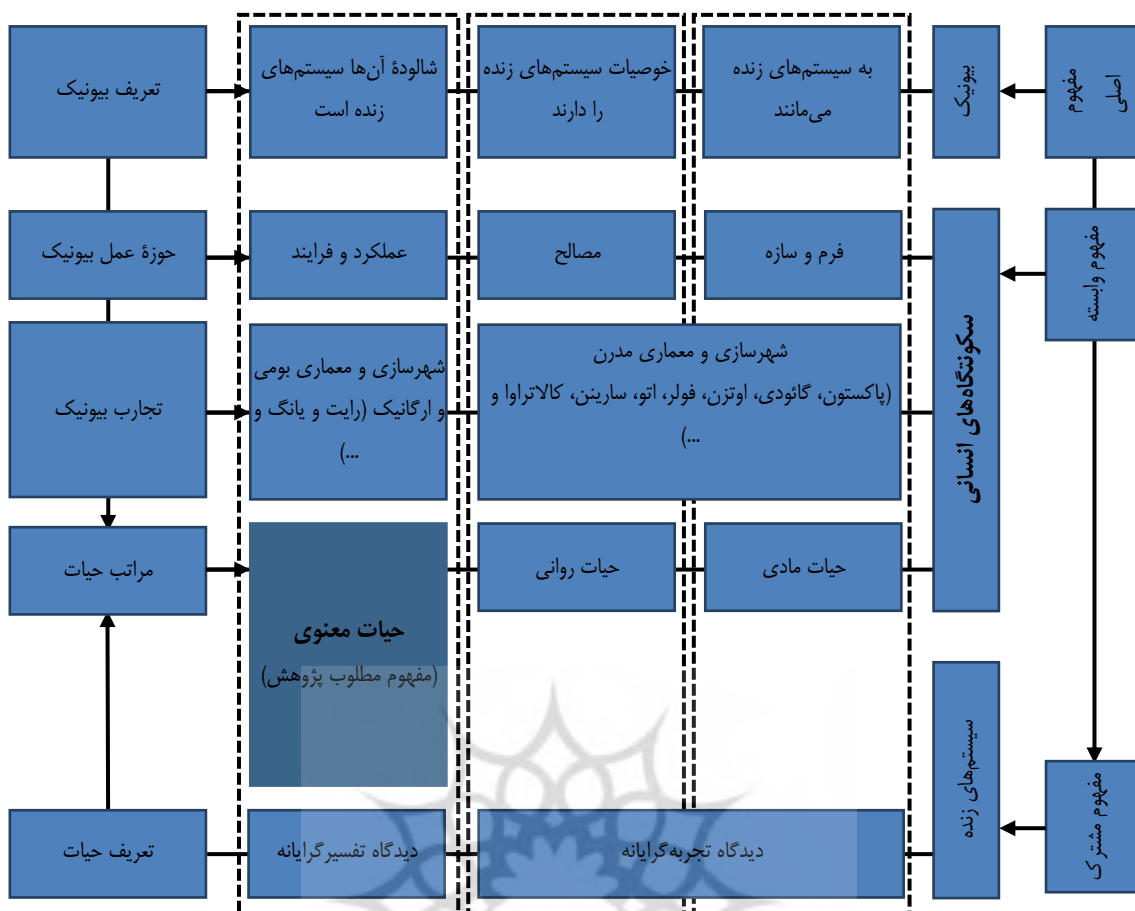 مفهوم
اصلی
بیونیک
به سیستم‌های زنده
می‌مانند
خوصیات سیستم‌های زنده
را دارند
شالودهٔ آن‌ها سیستم‌های
زنده است
تعریف بیونیک
مفهوم وابسته
سکونتگاه‌های انسانی
فرم و سازه
مصالح
عملکرد و فرایند
حوزهٔ عمل بیونیک
شهرسازی و معماری مدرن
(پاکستون، گائودی، اوتزن، فولر، اتو، سارینن، کالاتراوا و
...)
شهرسازی و معماری بومی
و ارگانیک (رایت و یانگ و
...)
تجارب بیونیک
حیات مادی
حیات روانی
حیات معنوی
(مفهوم مطلوب پژوهش)
مراتب حیات
مفهوم مشترک
سیستم‌های زنده
دیدگاه تجربه‌گرایانه
دیدگاه تفسیرگرایانه
تعریف حیات